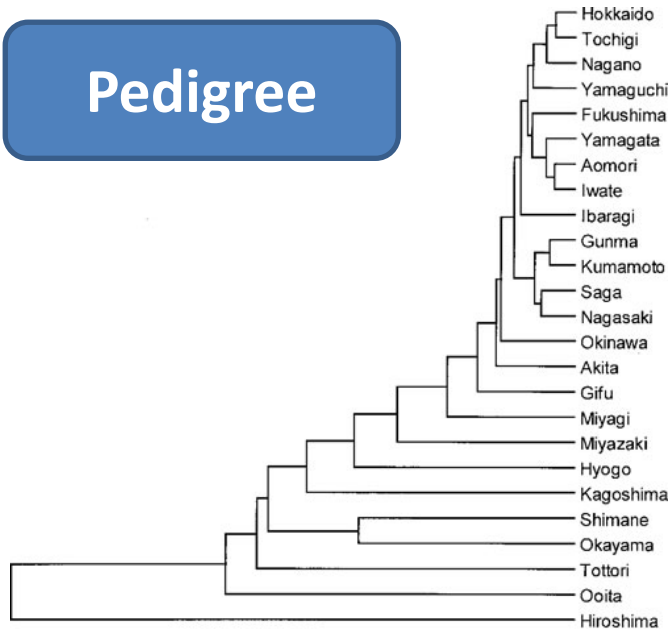 Pedigree
Hokkaido
Tochigi
Nagano
Yamaguchi
Fukushima
Yamagata
Aomori
Iwate
Ibaragi
Gunma
Kumamoto
Saga
Nagasaki
Okinawa
Akita
Gifu
Miyagi
Miyazaki
Hyogo
Kagoshima
Shimane
Okayama
Tottori
Ooita
Hiroshima